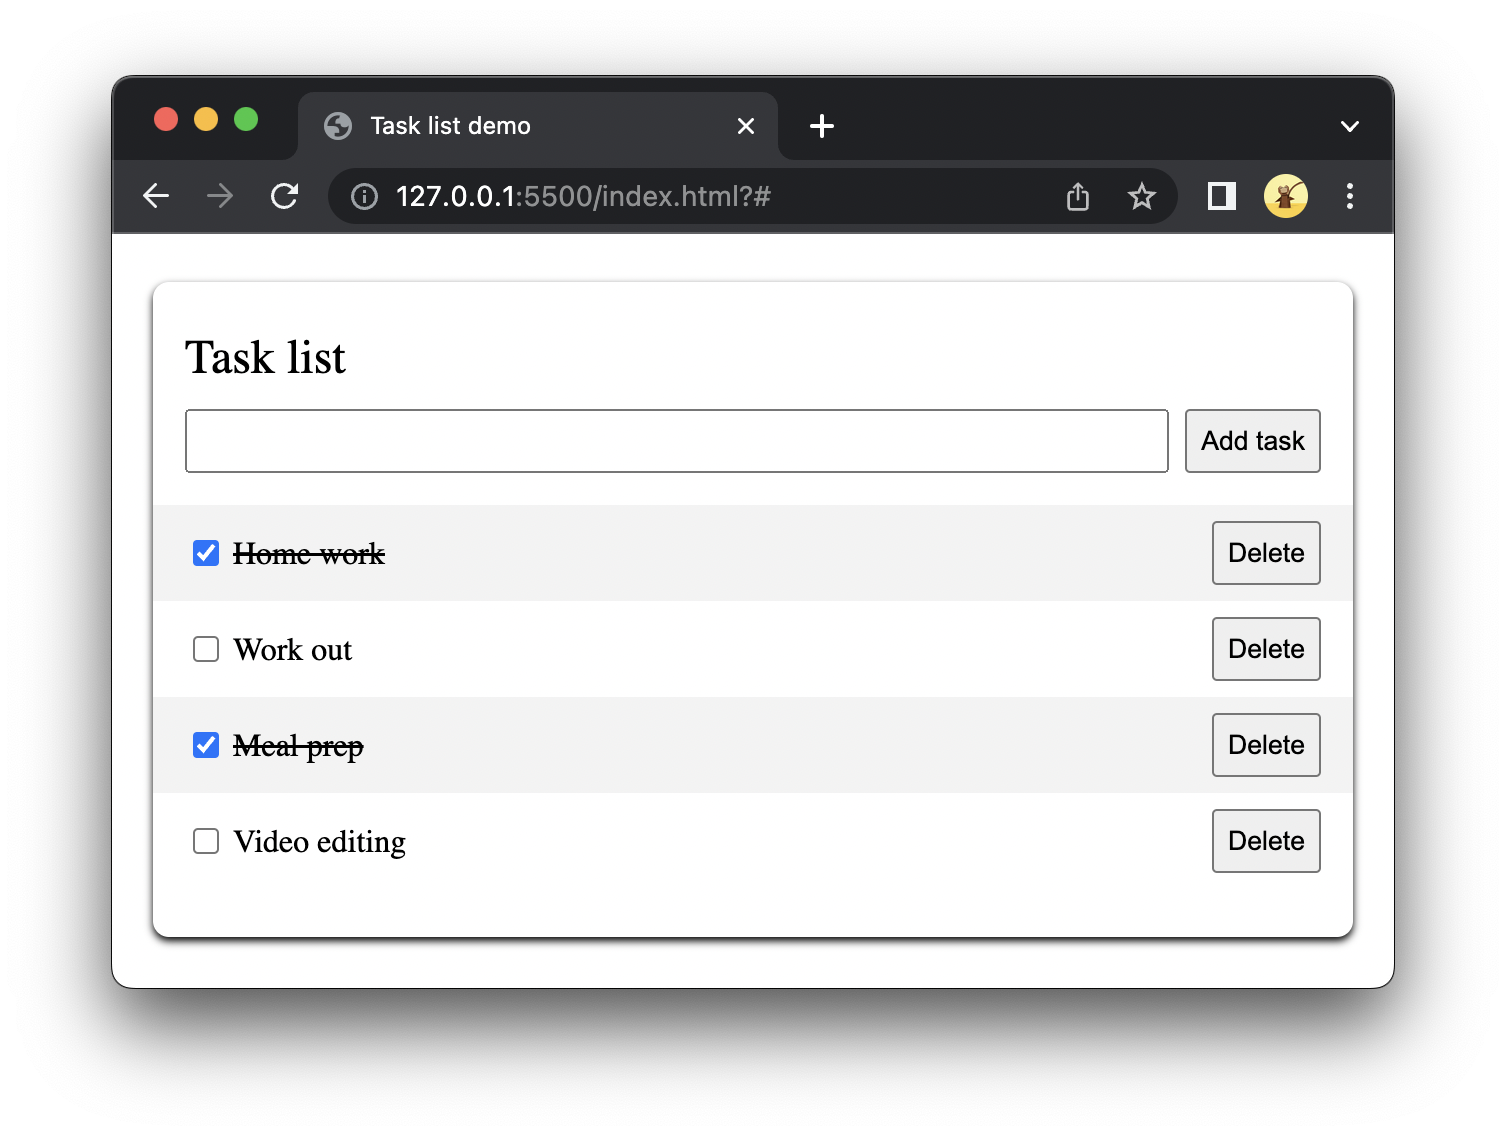 Task list demo
127.0.0.1:5500/index.html?#
Task list
Add task
Home work Delete
Work out Delete
Meal prep Delete
Video editing Delete